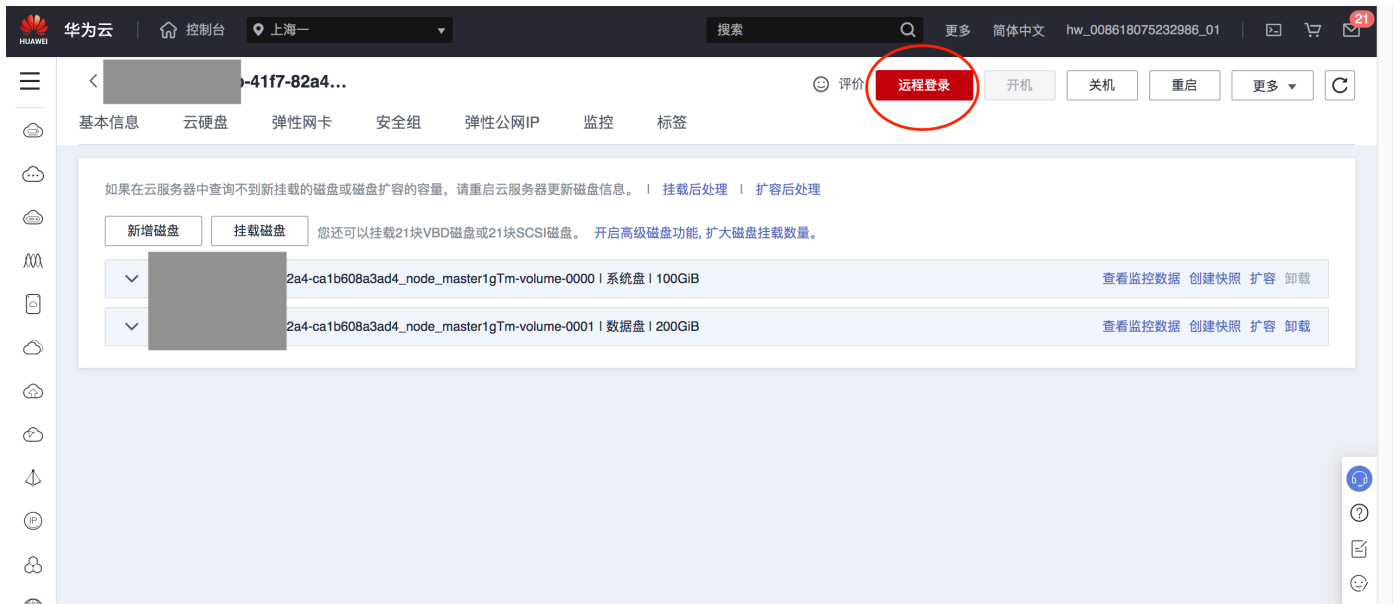 HUAWEI 华为云 控制台 上海一 搜索 更多 简体中文 hw_008618075232986_01 21
-41f7-82a4... 评价 远程登录 开机 关机 重启 更多
基本信息 云硬盘 弹性网卡 安全组 弹性公网IP 监控 标签
如果在云服务器中查询不到新挂载的磁盘或磁盘扩容的容量，请重启云服务器更新磁盘信息。 | 挂载后处理 | 扩容后处理
新增磁盘 挂载磁盘 您还可以挂载21块VBD磁盘或21块SCSI磁盘。 开启高级磁盘功能, 扩大磁盘挂载数量。
2a4-ca1b608a3ad4_node_master1gTm-volume-0000 | 系统盘 | 100GiB 查看监控数据 创建快照 扩容 卸载
2a4-ca1b608a3ad4_node_master1gTm-volume-0001 | 数据盘 | 200GiB 查看监控数据 创建快照 扩容 卸载
IP